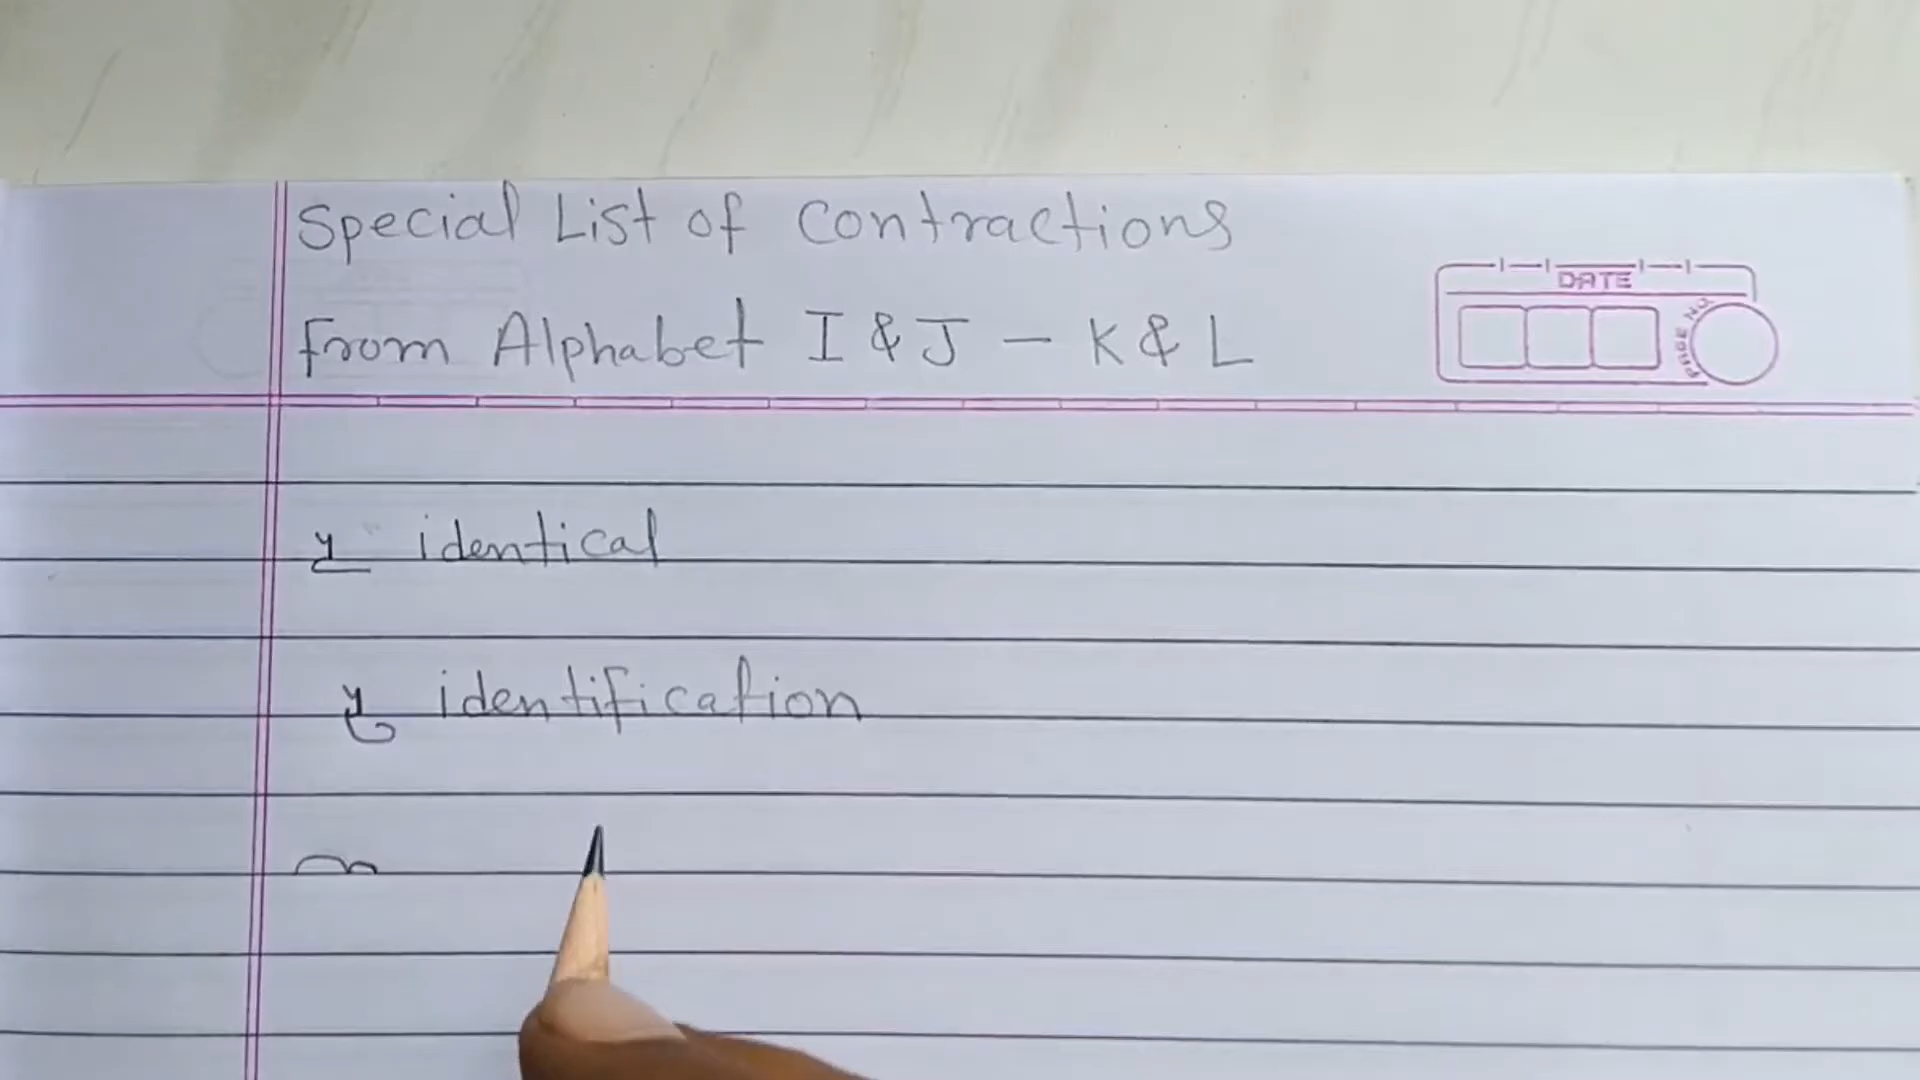 Special List of Contractions
from Alphabet I & J - K & L
DATE
PAGE NO.
identical
identification